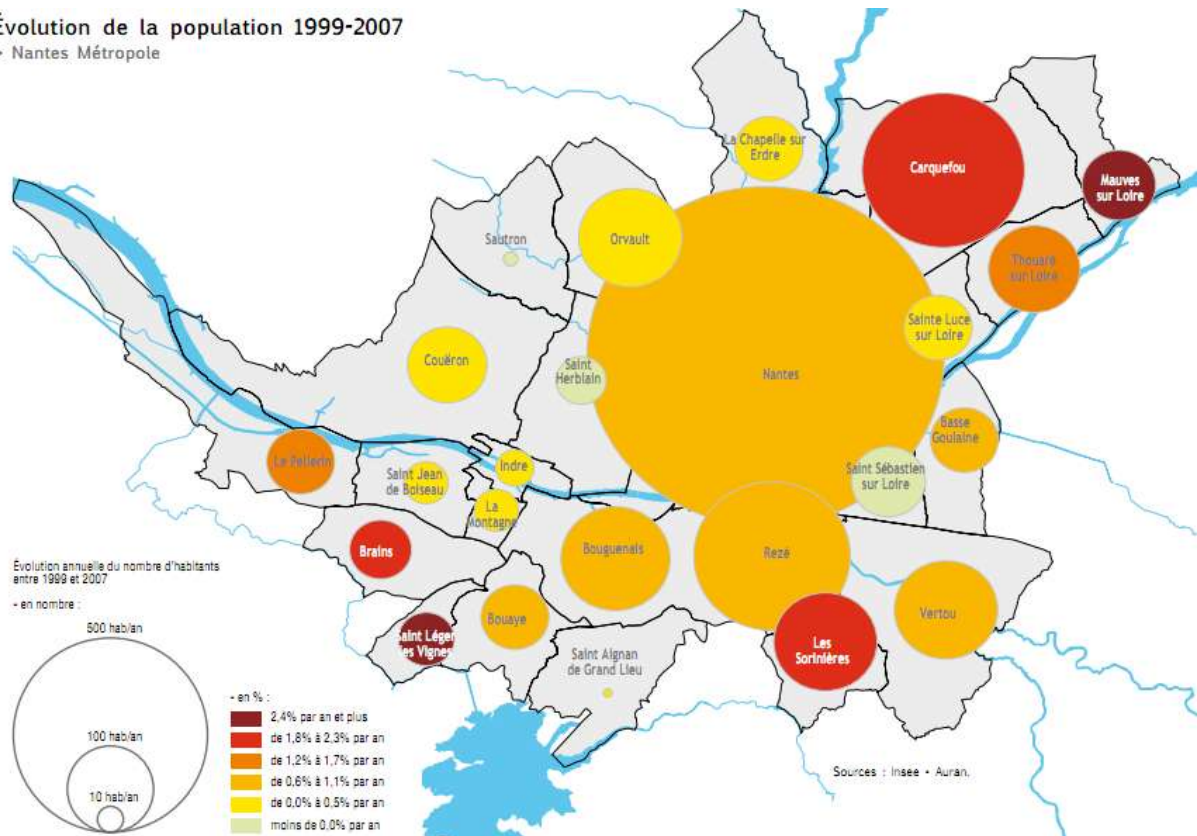 Évolution de la population 1999-2007
Nantes Métropole
La Chapelle sur
Erdre
Carquefou
Mauves
sur Loire
Sautron
Orvault
Thouaré
sur Loire
Sainte Luce
sur Loire
Couëron
Saint
Herblain
Nantes
Basse
Goulaine
Le Pellerin
Saint Jean
de Boiseau
Indre
Saint Sébastien
sur Loire
La
Montagne
Brains
Bouguenais
Rezé
Vertou
Saint Léger
les Vignes
Bouaye
Saint Aignan
de Grand Lieu
Les
Sorinières
Évolution annuelle du nombre d'habitants
entre 1999 et 2007
- en nombre :
500 hab/an
100 hab/an
10 hab/an
- en % :
2,4% par an et plus
de 1,8% à 2,3% par an
de 1,2% à 1,7% par an
de 0,6% à 1,1% par an
de 0,0% à 0,5% par an
moins de 0,0% par an
Sources : Insee - Auran.